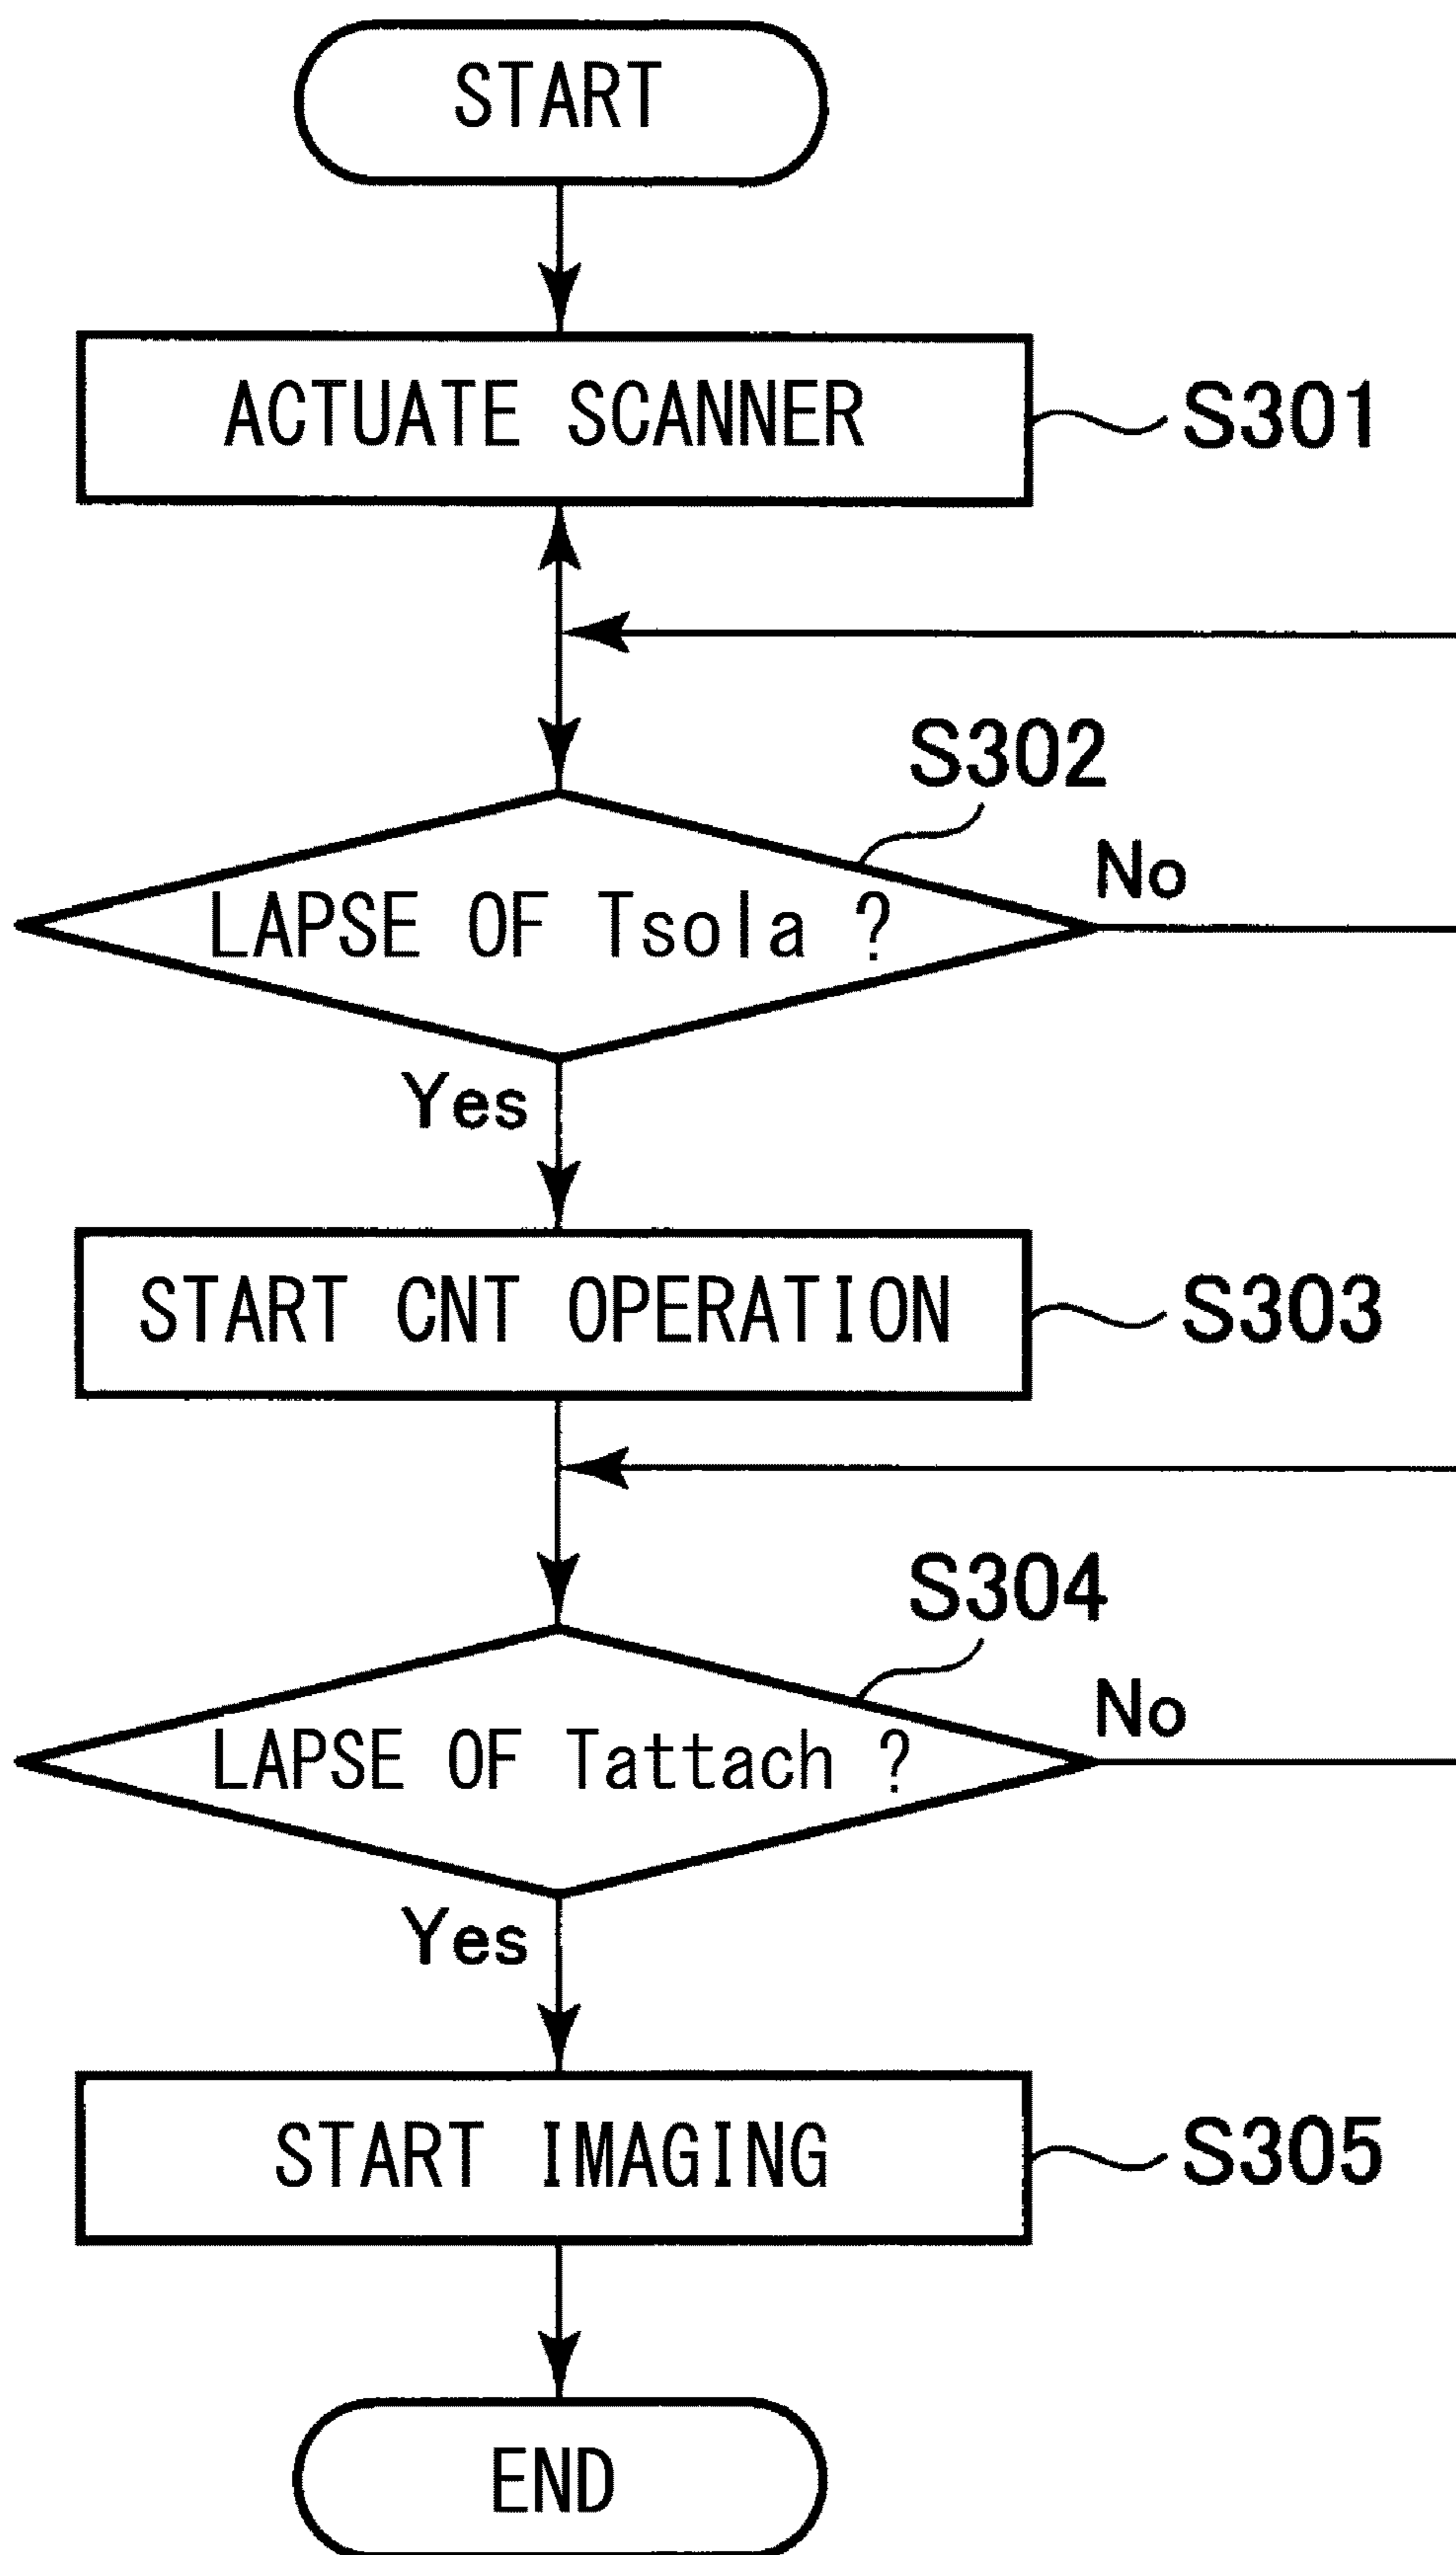 START
ACTUATE SCANNER
S301
S302
LAPSE OF Tsola ?
No
Yes
START CNT OPERATION
S303
S304
LAPSE OF Tattach ?
No
Yes
START IMAGING
S305
END